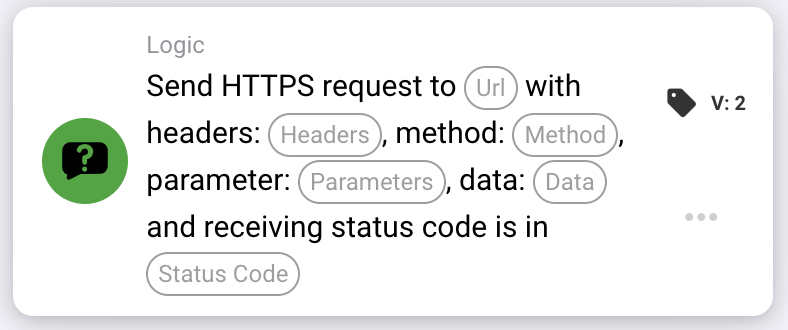 Logic
Send HTTPS request to Url with
V: 2
headers: Headers, method: Method,
parameter: Parameters, data: Data
and receiving status code is in
Status Code